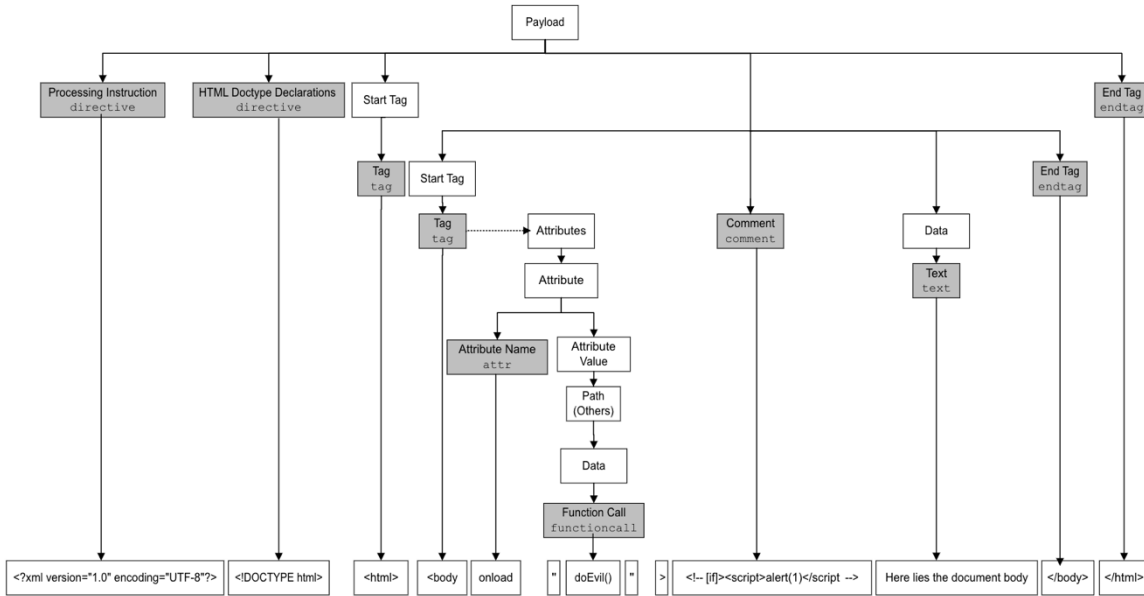 Payload
Processing Instruction
directive
HTML Doctype Declarations
directive
Start Tag
End Tag
endtag
Tag
tag
Start Tag
End Tag
endtag
Tag
tag
Attributes
Comment
comment
Data
Attribute
Text
text
Attribute Name
attr
Attribute
Value
Path
(Others)
Data
Function Call
functioncall
<?xml version="1.0" encoding="UTF-8"?>
<!DOCTYPE html>
<html>
<body
onload
"
doEvil()
"
>
<!-- [if]><script>alert(1)</script -->
Here lies the document body
</body>
</html>